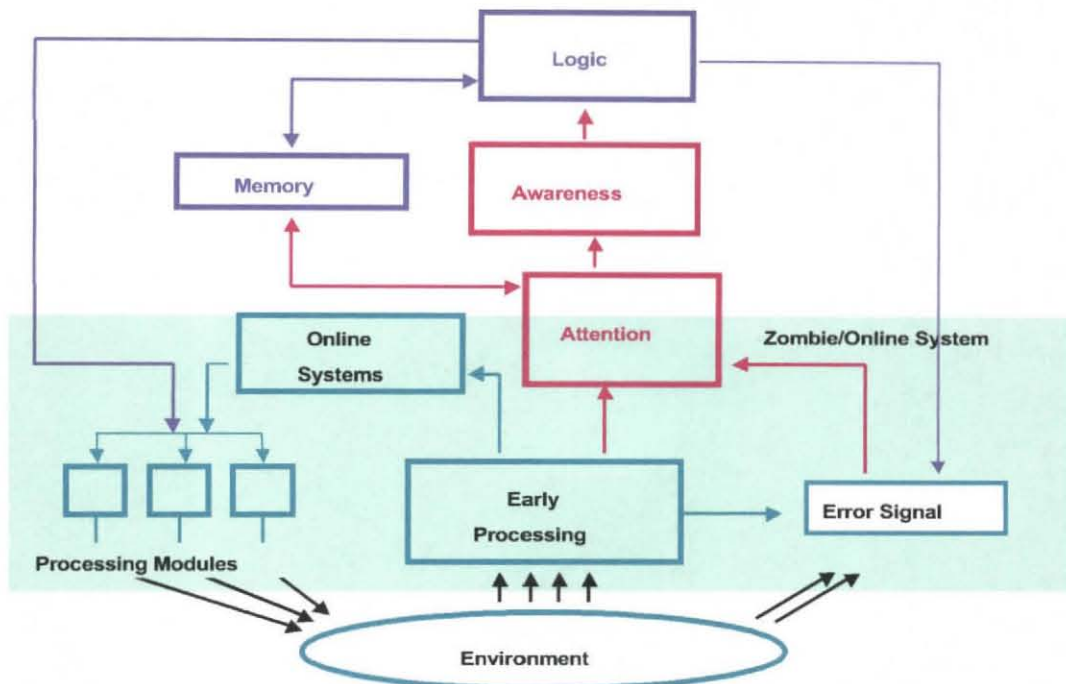 Logic
Memory
Awareness
Online
Systems
Attention
Zombie/Online System
Early
Processing
Error Signal
Processing Modules
Environment